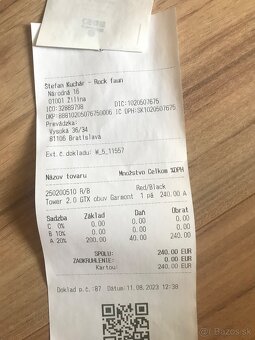 Štefan Kuchár - Rock faun
Národná 16
01001 Žilina
IČO:32889798 DIČ:1020507675
DKP:88810205076750006 IČ DPH:SK1020507675
Prevádzka:
Vysoká 36/34
81106 Bratislava
Ext.č.dokladu: W_5_11557
Názov tovaru Množstvo Celkom %DPH
250200510 R/B Red/Black
Tower 2.0 GTX obuv Garmont 1 pá 240.00 A
Sadzba Základ Daň Obrat
C 0% 0.00 0.00
B 10% 0.00 0.00 0.00
A 20% 200.00 40.00 240.00
SPOLU: 240.00 EUR
ZAOKRÚHLENIE: 0.00 EUR
Kartou: 240.00 EUR
Doklad p.č.:87 Dátum: 11.08.2023 12:38
bazos.sk